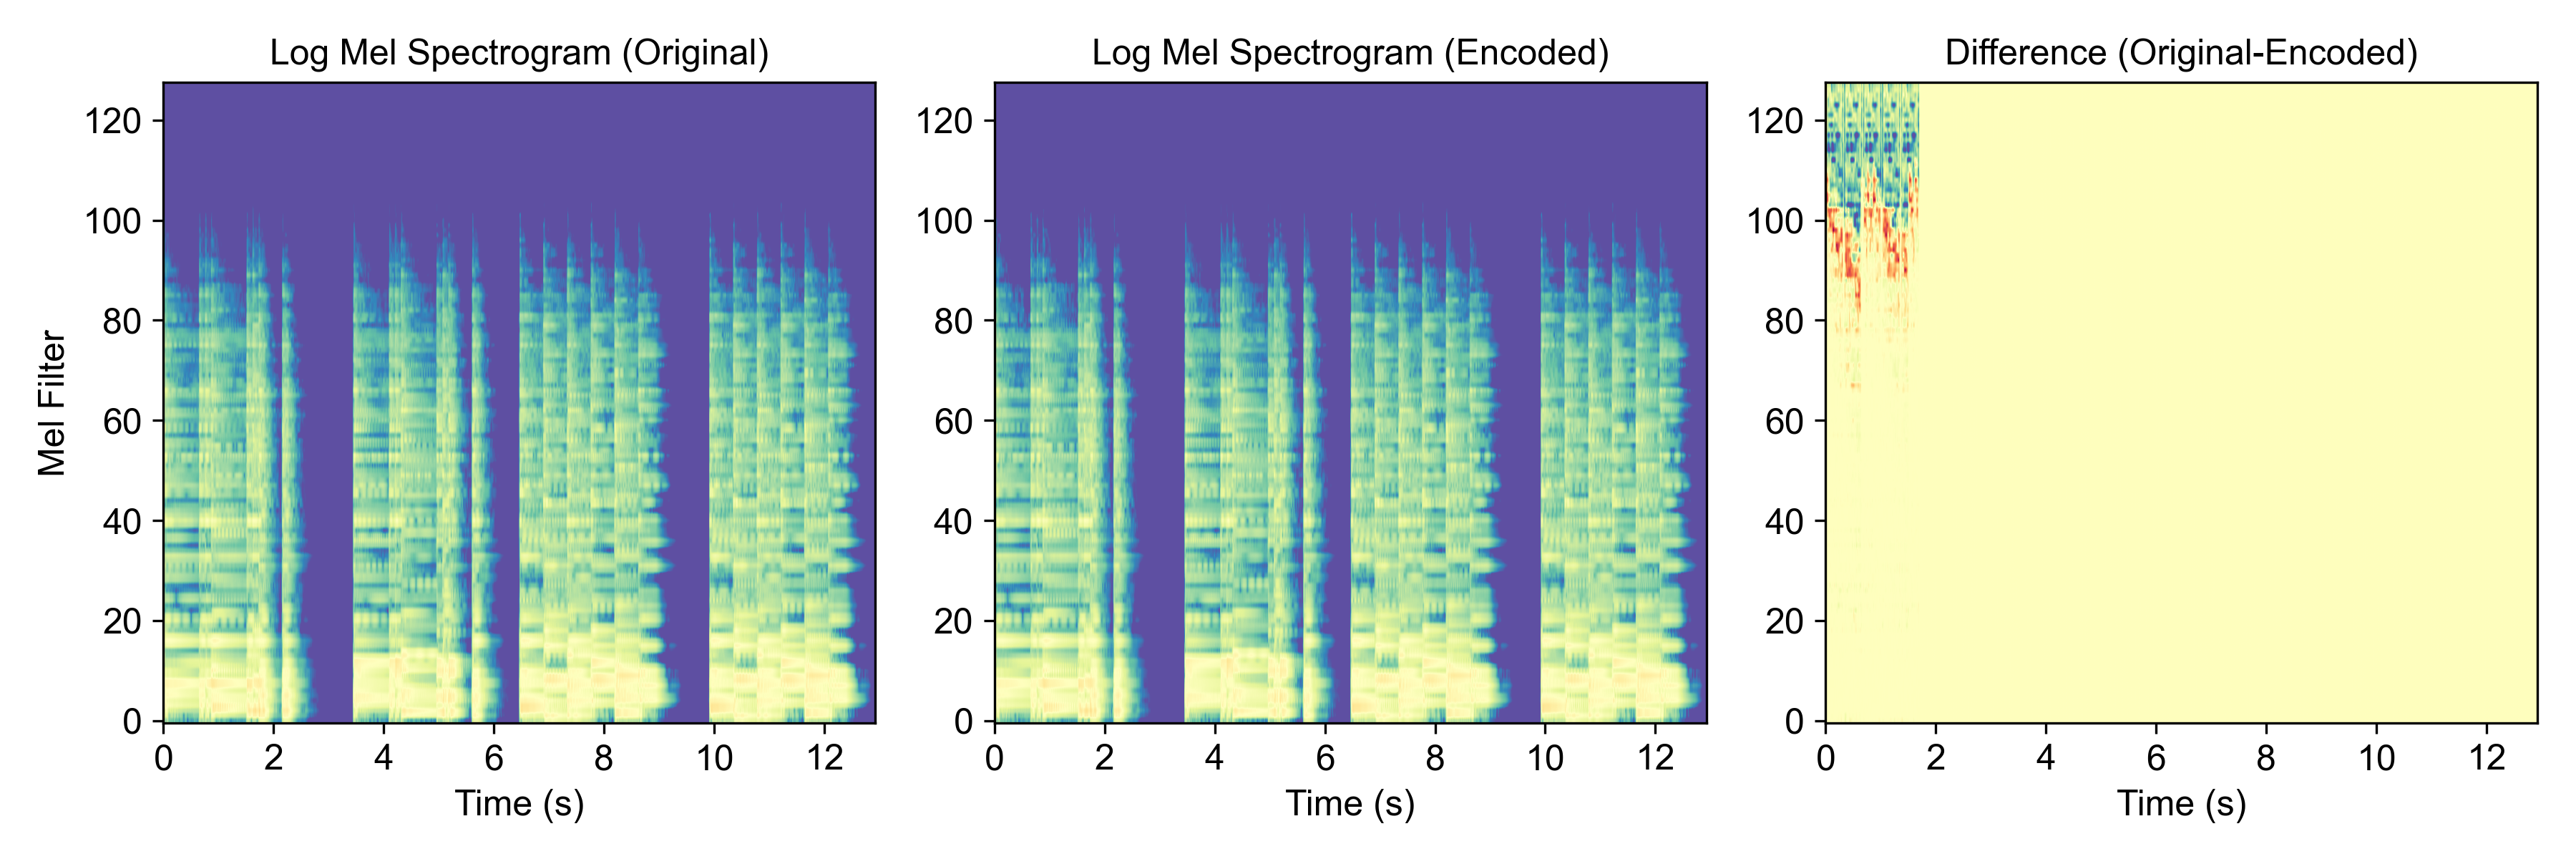 Log Mel Spectrogram (Original)
Log Mel Spectrogram (Encoded)
Difference (Original-Encoded)
Mel Filter
120
100
80
60
40
20
0
0 2 4 6 8 10 12
Time (s)
120
100
80
60
40
20
0
0 2 4 6 8 10 12
Time (s)
120
100
80
60
40
20
0
0 2 4 6 8 10 12
Time (s)